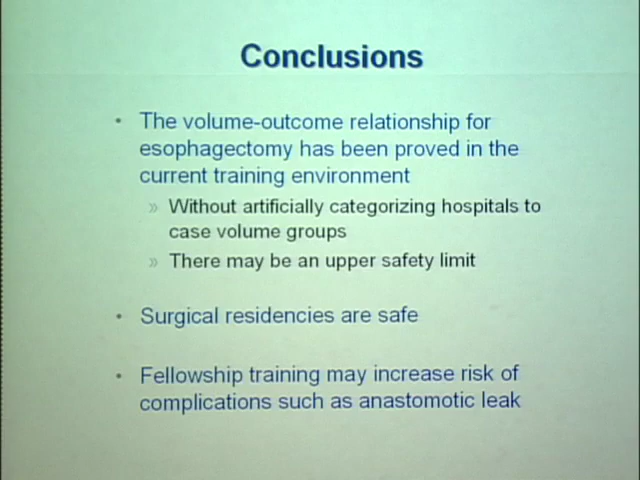 Conclusions
• The volume-outcome relationship for
esophagectomy has been proved in the
current training environment
» Without artificially categorizing hospitals to
case volume groups
» There may be an upper safety limit
• Surgical residencies are safe
• Fellowship training may increase risk of
complications such as anastomotic leak